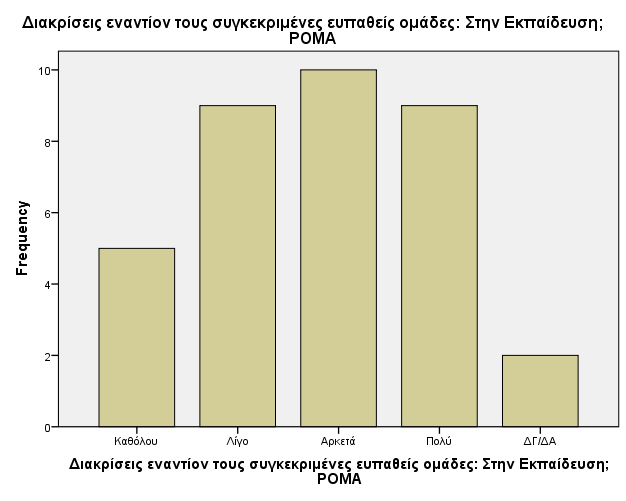 Διακρίσεις εναντίον τους συγκεκριμένες ευπαθείς ομάδες: Στην Εκπαίδευση;
ΡΟΜΑ
10
8
6
4
2
0
Frequency
Καθόλου Λίγο Αρκετά Πολύ ΔΓ/ΔΑ
Διακρίσεις εναντίον τους συγκεκριμένες ευπαθείς ομάδες: Στην Εκπαίδευση;
ΡΟΜΑ